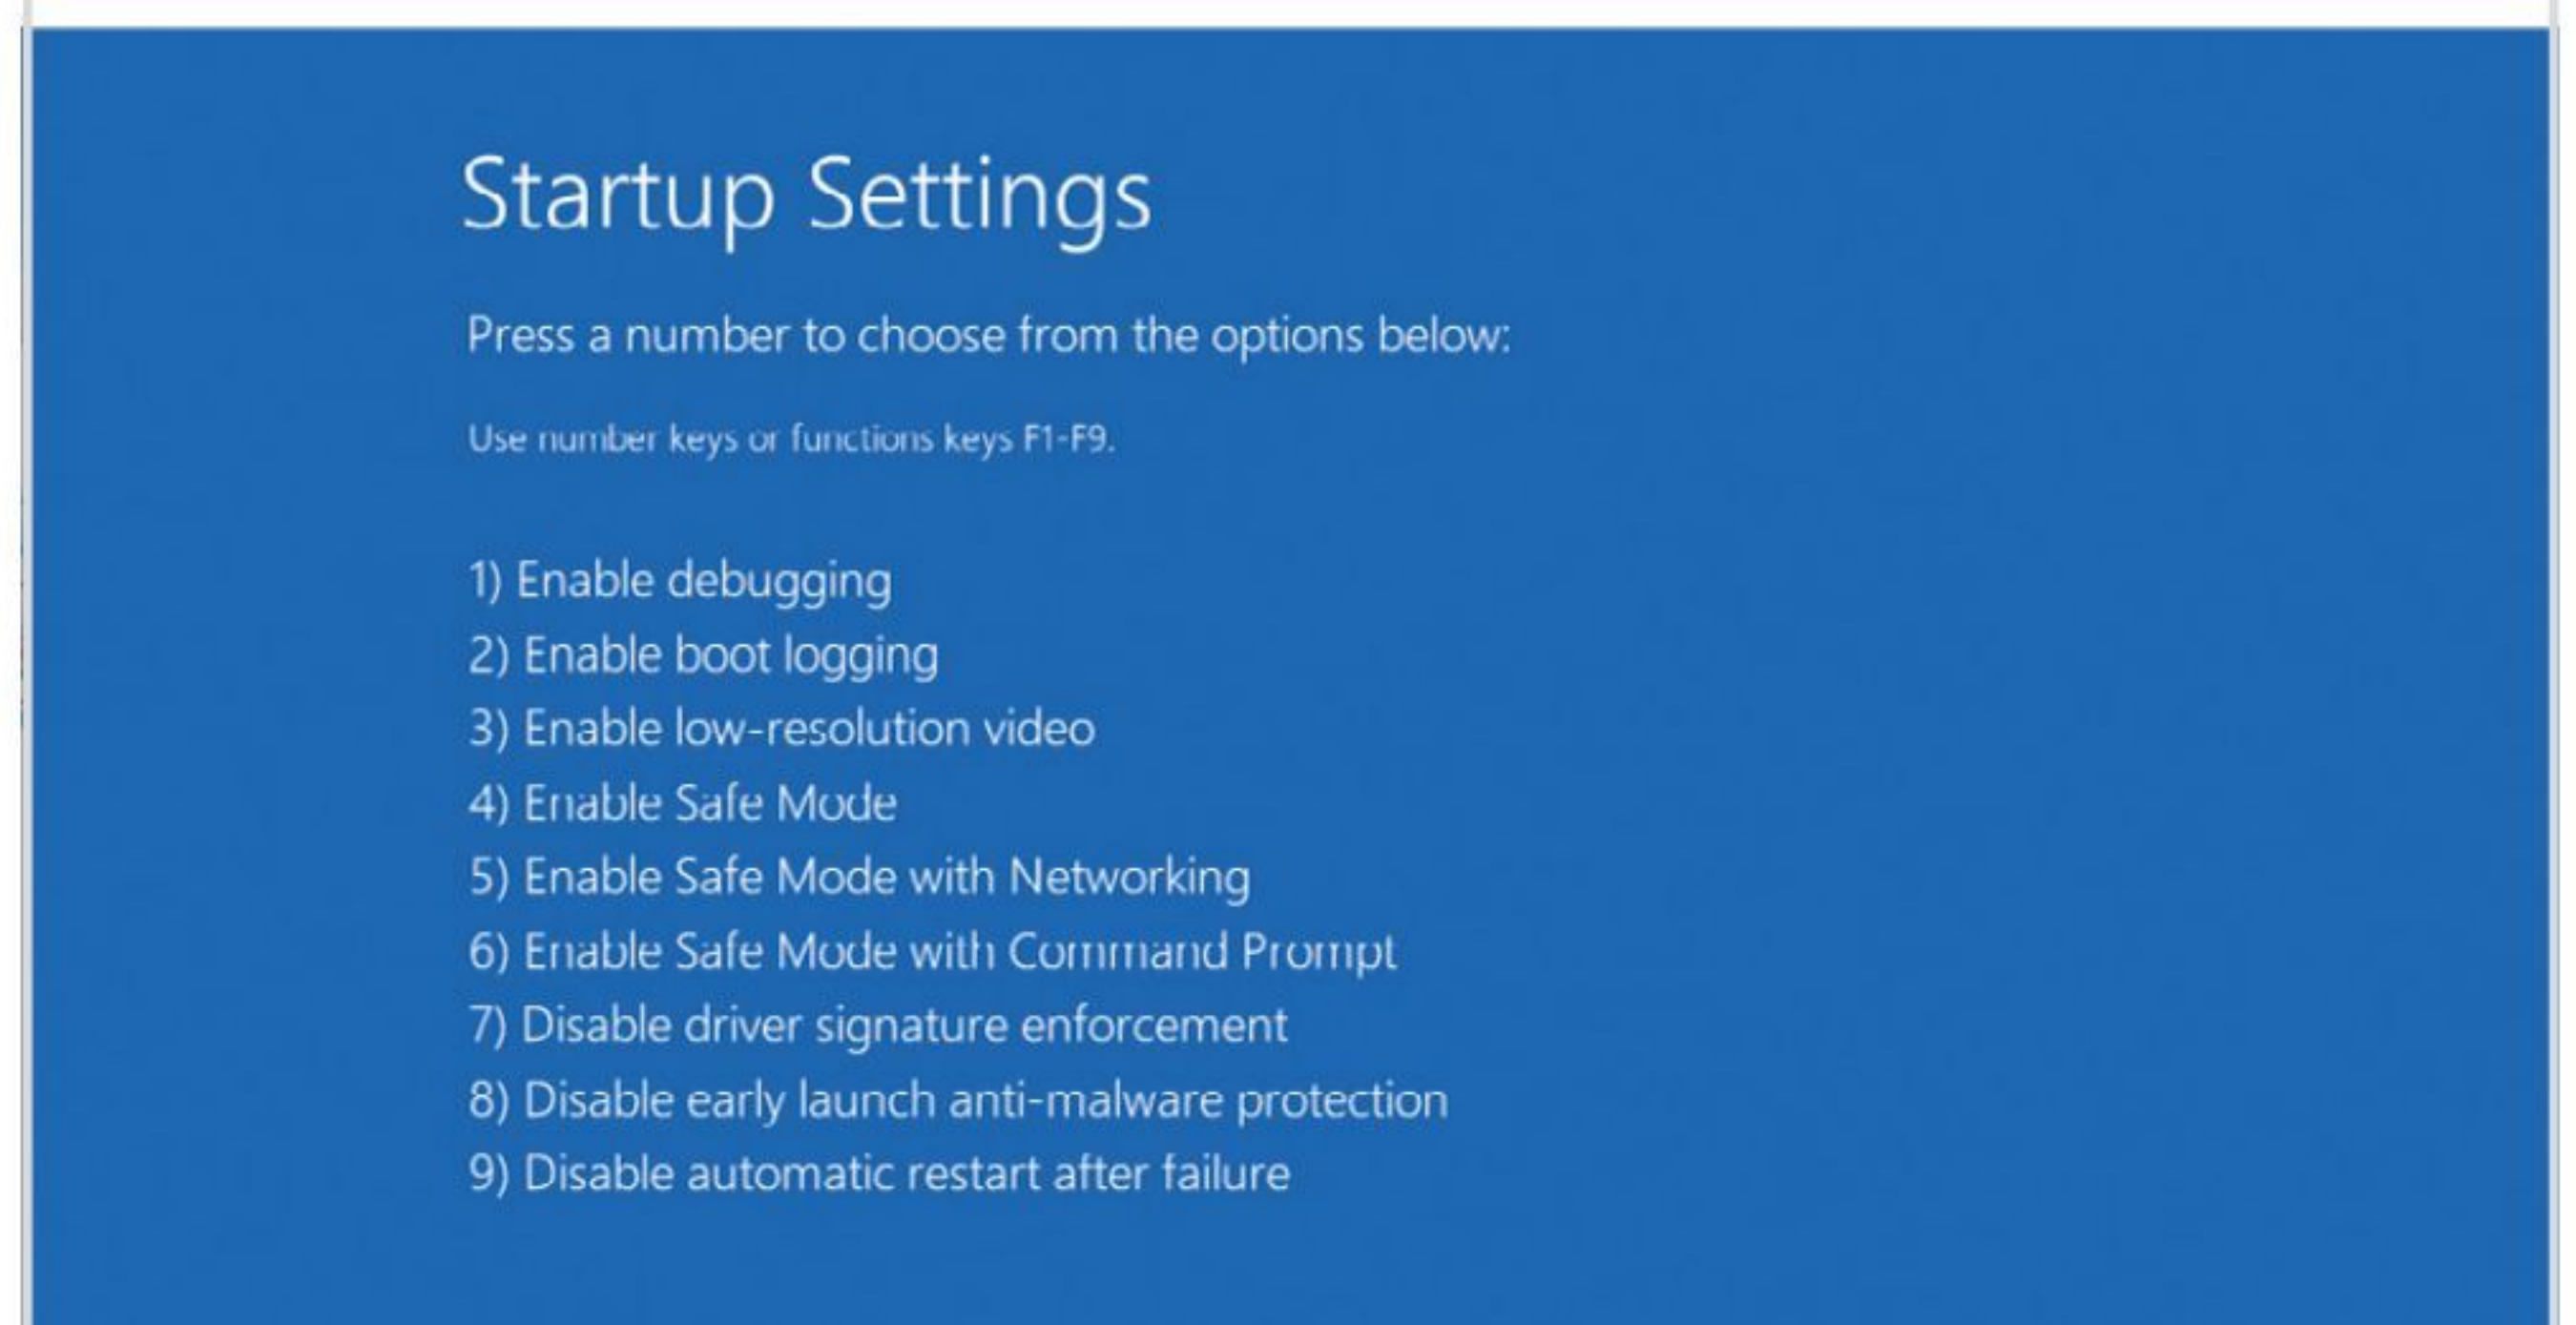 Startup Settings
Press a number to choose from the options below:
Use number keys or functions keys F1-F9.
1) Enable debugging
2) Enable boot logging
3) Enable low-resolution video
4) Enable Safe Mode
5) Enable Safe Mode with Networking
6) Enable Safe Mode with Command Prompt
7) Disable driver signature enforcement
8) Disable early launch anti-malware protection
9) Disable automatic restart after failure